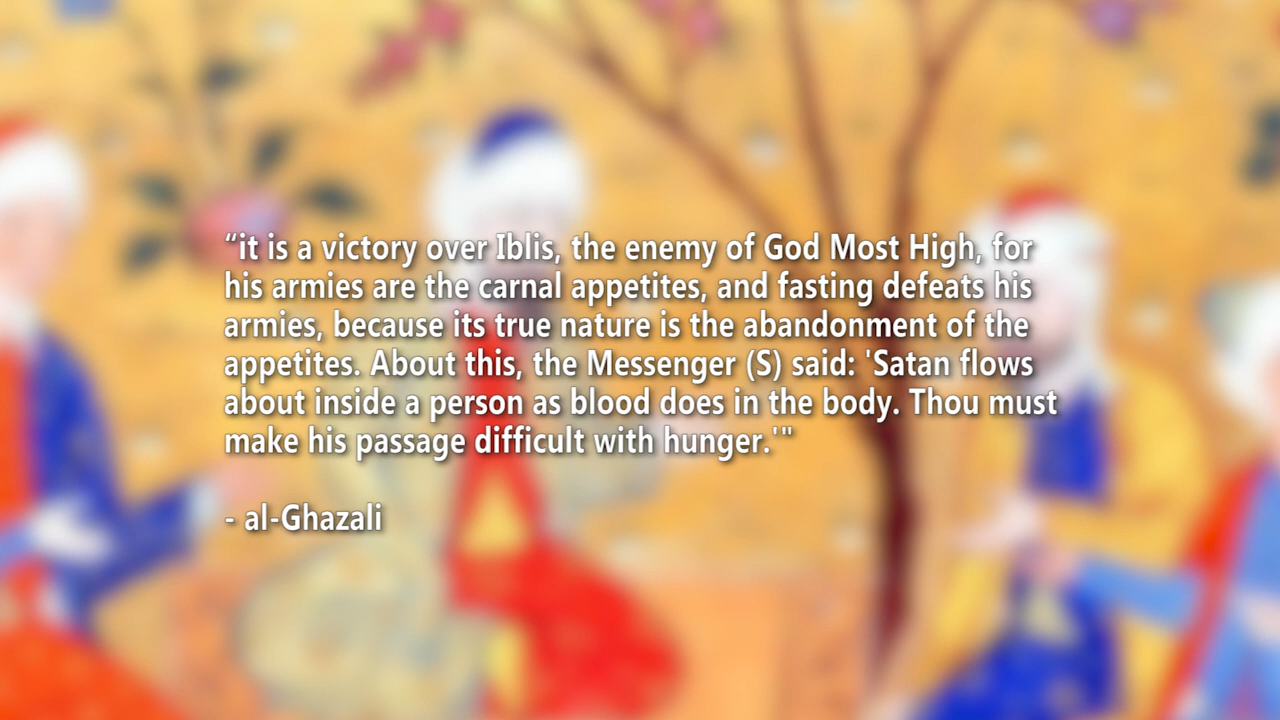 “it is a victory over Iblis, the enemy of God Most High, for
his armies are the carnal appetites, and fasting defeats his
armies, because its true nature is the abandonment of the
appetites. About this, the Messenger (S) said: 'Satan flows
about inside a person as blood does in the body. Thou must
make his passage difficult with hunger.'"
- al-Ghazali